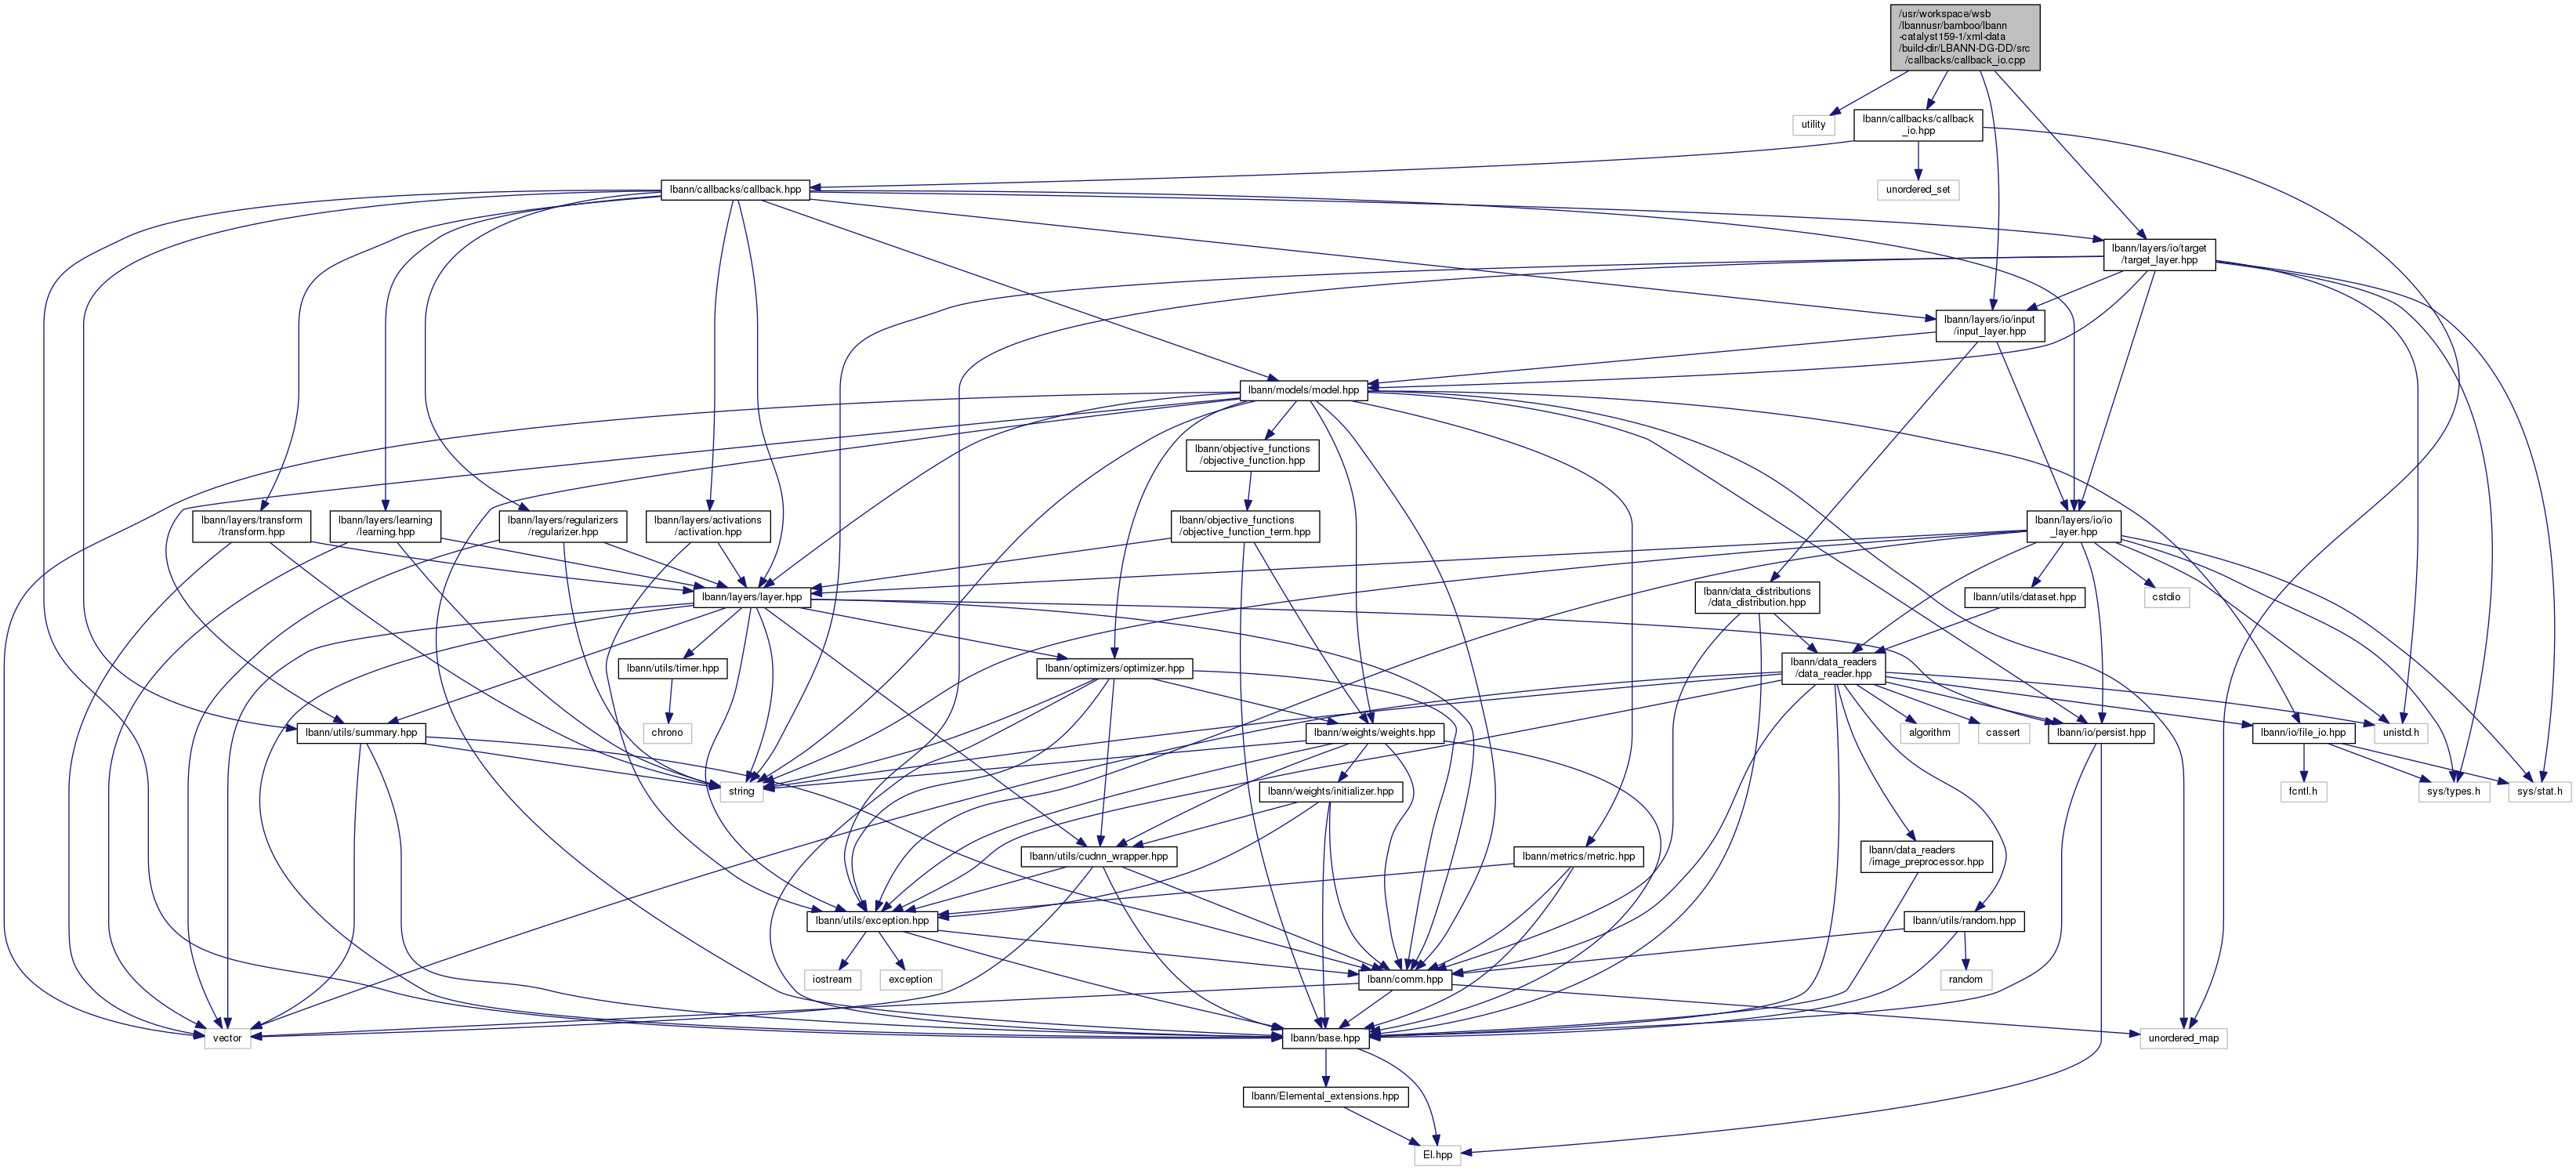 /usr/workspace/wsb
/lbannusr/bamboo/lbann
-catalyst159-1/xml-data
/build-dir/LBANN-DG-DD/src
/callbacks/callback_io.cpp
utility
lbann/callbacks/callback
_io.hpp
lbann/callbacks/callback.hpp
unordered_set
lbann/layers/io/target
/target_layer.hpp
lbann/layers/io/input
/input_layer.hpp
lbann/models/model.hpp
lbann/objective_functions
/objective_function.hpp
lbann/layers/transform
/transform.hpp
lbann/layers/learning
/learning.hpp
lbann/layers/regularizers
/regularizer.hpp
lbann/layers/activations
/activation.hpp
lbann/objective_functions
/objective_function_term.hpp
lbann/layers/io/io
_layer.hpp
lbann/layers/layer.hpp
lbann/data_distributions
/data_distribution.hpp
lbann/utils/dataset.hpp
cstdio
lbann/utils/timer.hpp
lbann/optimizers/optimizer.hpp
lbann/data_readers
/data_reader.hpp
lbann/utils/summary.hpp
chrono
lbann/weights/weights.hpp
algorithm
cassert
lbann/io/persist.hpp
lbann/io/file_io.hpp
unistd.h
string
lbann/weights/initializer.hpp
fcntl.h
sys/types.h
sys/stat.h
lbann/utils/cudnn_wrapper.hpp
lbann/metrics/metric.hpp
lbann/data_readers
/image_preprocessor.hpp
lbann/utils/exception.hpp
lbann/utils/random.hpp
iostream
exception
lbann/comm.hpp
random
vector
lbann/base.hpp
unordered_map
lbann/Elemental_extensions.hpp
El.hpp